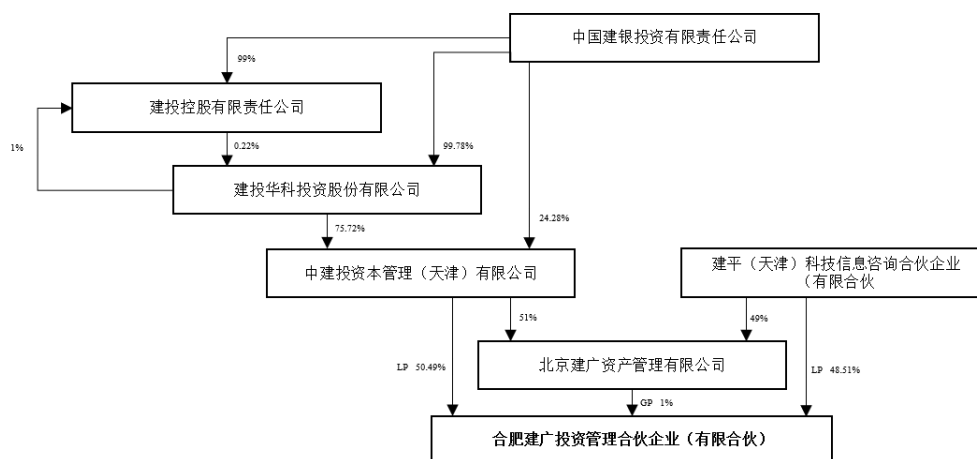 中国建银投资有限责任公司
99%
建投控股有限责任公司
1%
0.22%
99.78%
建投华科投资股份有限公司
75.72%
24.28%
中建投资本管理（天津）有限公司
建平（天津）科技信息咨询合伙企业
（有限合伙
51%
49%
北京建广资产管理有限公司
LP 50.49%
LP 48.51%
GP 1%
合肥建广投资管理合伙企业（有限合伙）